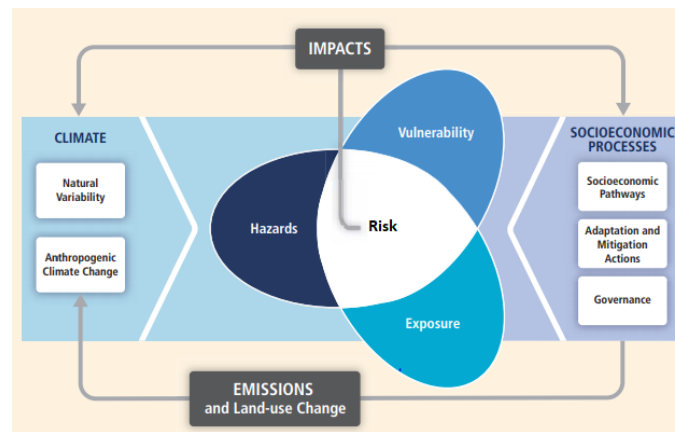 IMPACTS
CLIMATE
Natural
Variability
Anthropogenic
Climate Change
Vulnerability
Hazards
Risk
Exposure
SOCIOECONOMIC
PROCESSES
Socioeconomic
Pathways
Adaptation and
Mitigation
Actions
Governance
EMISSIONS
and Land-use Change